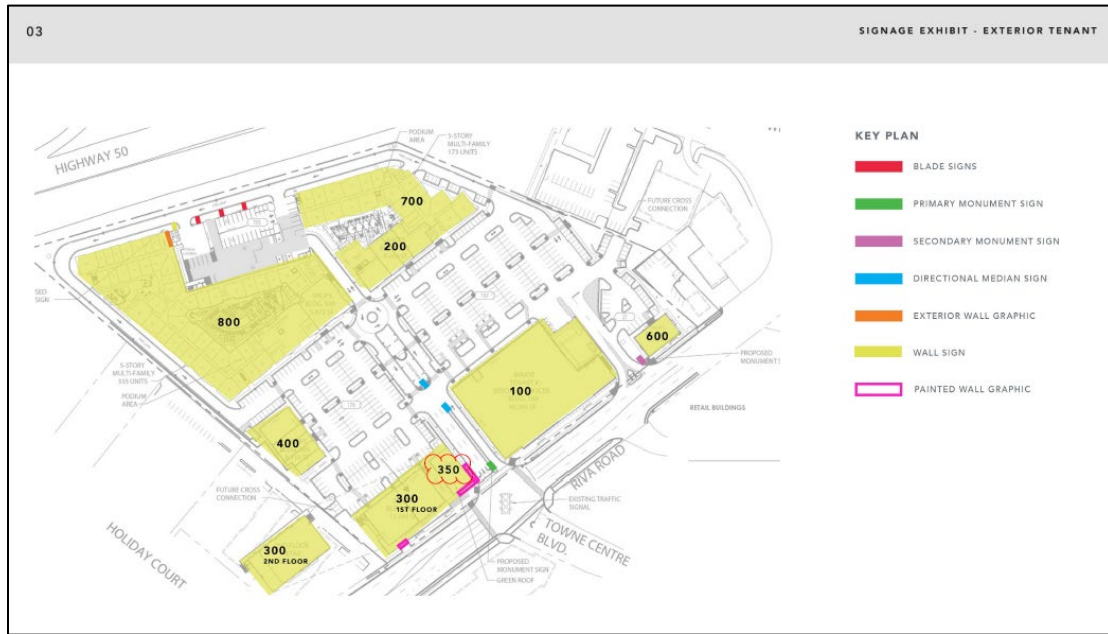 03
SIGNAGE EXHIBIT - EXTERIOR TENANT
HIGHWAY 50
PODIUM
AREA
5-STORY
MULTI-FAMILY
173 UNITS
700
200
FUTURE CROSS
CONNECTION
SED
SIGN
800
600
PROPOSED
MONUMENT S
5-STORY
MULTI-FAMILY
335 UNITS
PODIUM
AREA
100
RETAIL BUILDINGS
400
350
RIVA ROAD
FUTURE CROSS
CONNECTION
300
1ST FLOOR
EXISTING TRAFFIC
SIGNAL
TOWNE CENTRE
BLVD.
HOLIDAY COURT
300
2ND FLOOR
PROPOSED
MONUMENT SIGN
GREEN ROOF
KEY PLAN
BLADE SIGNS
PRIMARY MONUMENT SIGN
SECONDARY MONUMENT SIGN
DIRECTIONAL MEDIAN SIGN
EXTERIOR WALL GRAPHIC
WALL SIGN
PAINTED WALL GRAPHIC